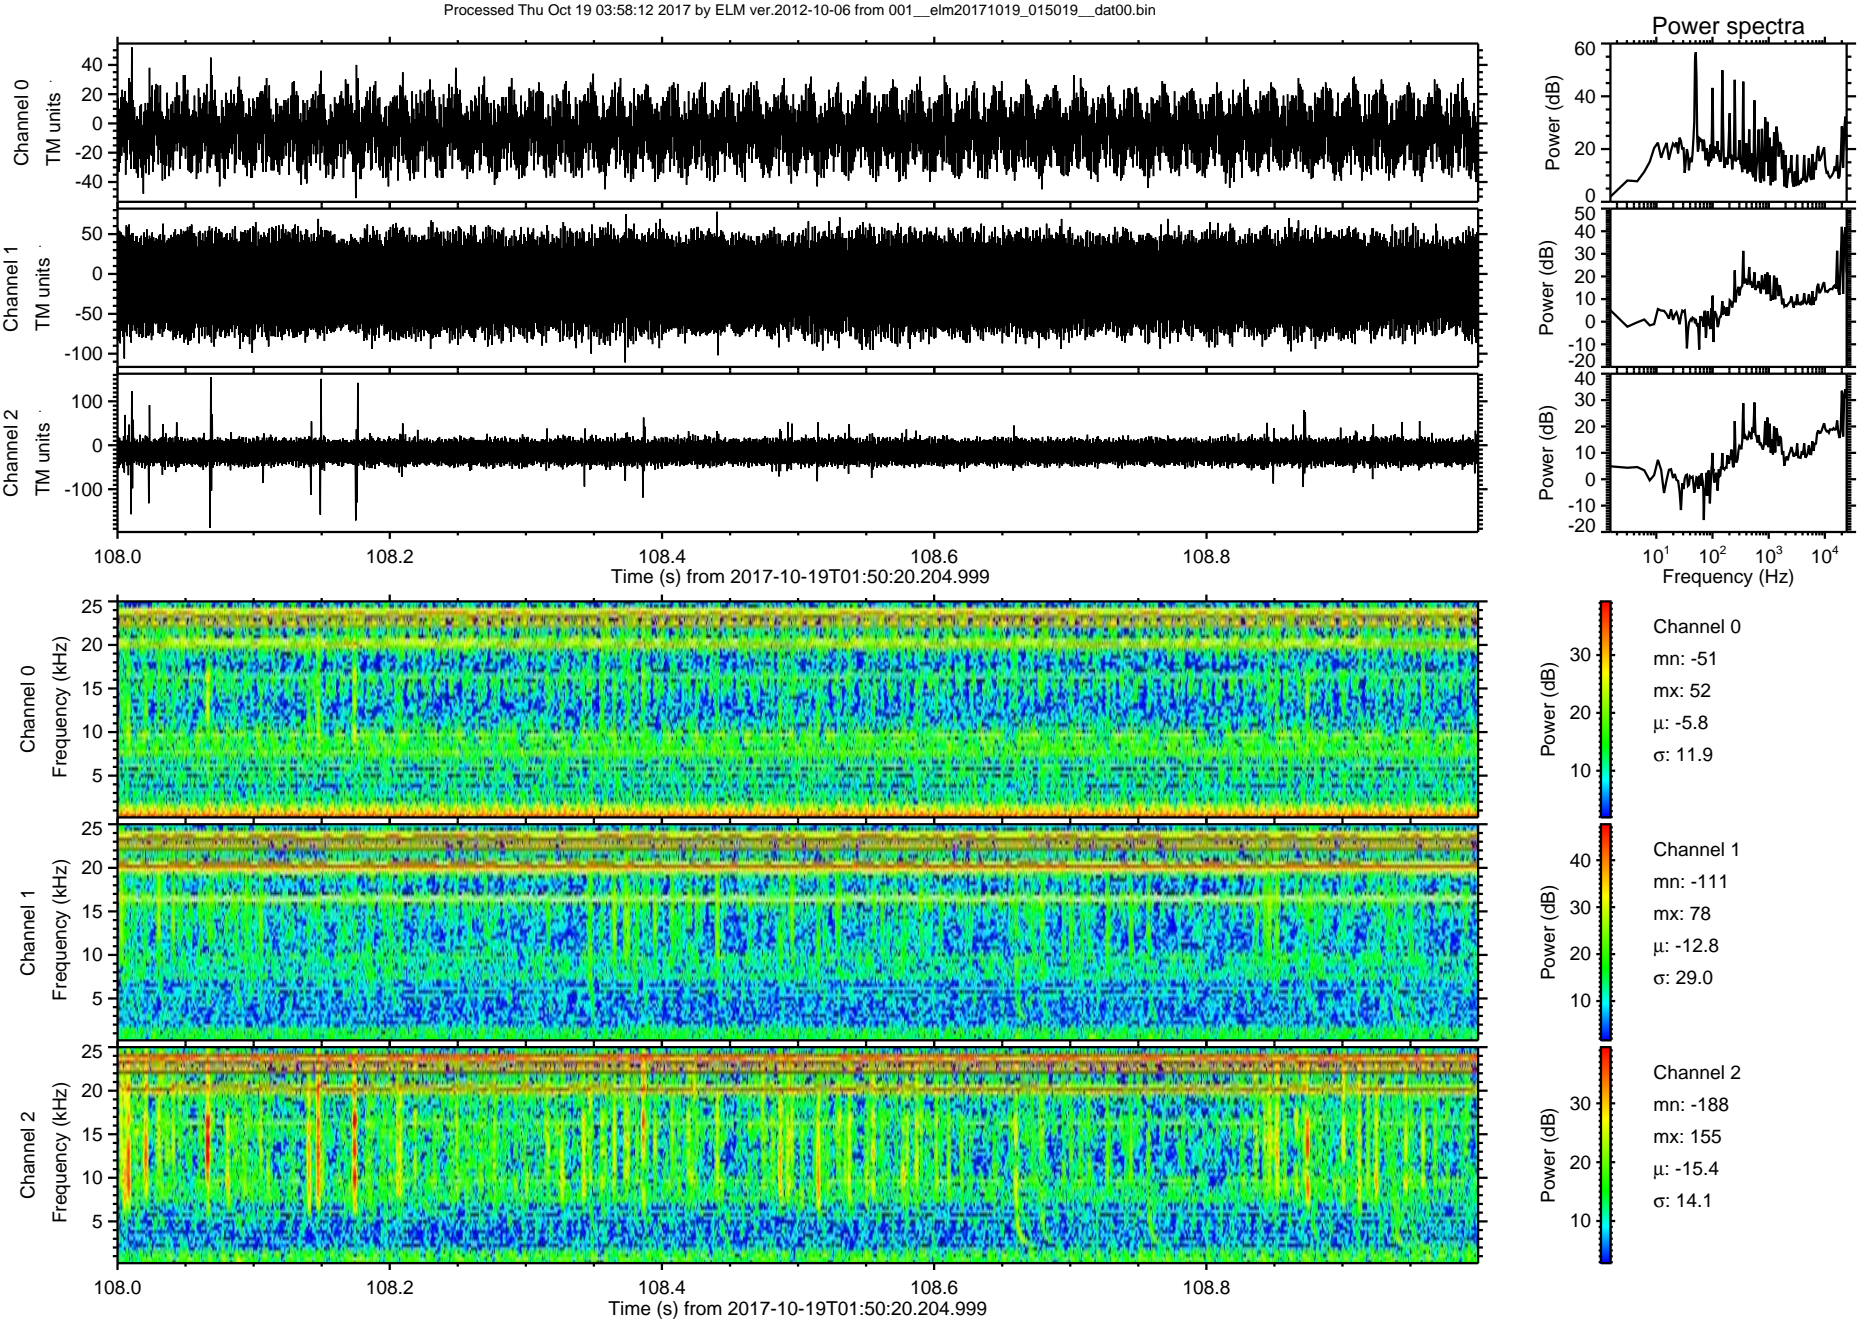 Processed Thu Oct 19 03:58:12 2017 by ELM ver.2012-10-06 from 001__elm20171019_015019__dat00.bin
Power spectra
Channel 0
TM units
40
20
0
-20
-40
Power (dB)
60
40
20
0
Channel 1
TM units
50
0
-50
-100
Power (dB)
50
40
30
20
10
0
-10
-20
Channel 2
TM units
100
0
-100
Power (dB)
40
30
20
10
0
-10
-20
108.0 108.2 108.4 108.6 108.8
Time (s) from 2017-10-19T01:50:20.204.999
10¹ 10² 10³ 10⁴
Frequency (Hz)
Channel 0
Frequency (kHz)
25
20
15
10
5
Power (dB)
30
20
10
Channel 0
mn: -51
mx: 52
μ: -5.8
σ: 11.9
Channel 1
Frequency (kHz)
25
20
15
10
5
Power (dB)
40
30
20
10
Channel 1
mn: -111
mx: 78
μ: -12.8
σ: 29.0
Channel 2
Frequency (kHz)
25
20
15
10
5
Power (dB)
30
20
10
Channel 2
mn: -188
mx: 155
μ: -15.4
σ: 14.1
108.0 108.2 108.4 108.6 108.8
Time (s) from 2017-10-19T01:50:20.204.999